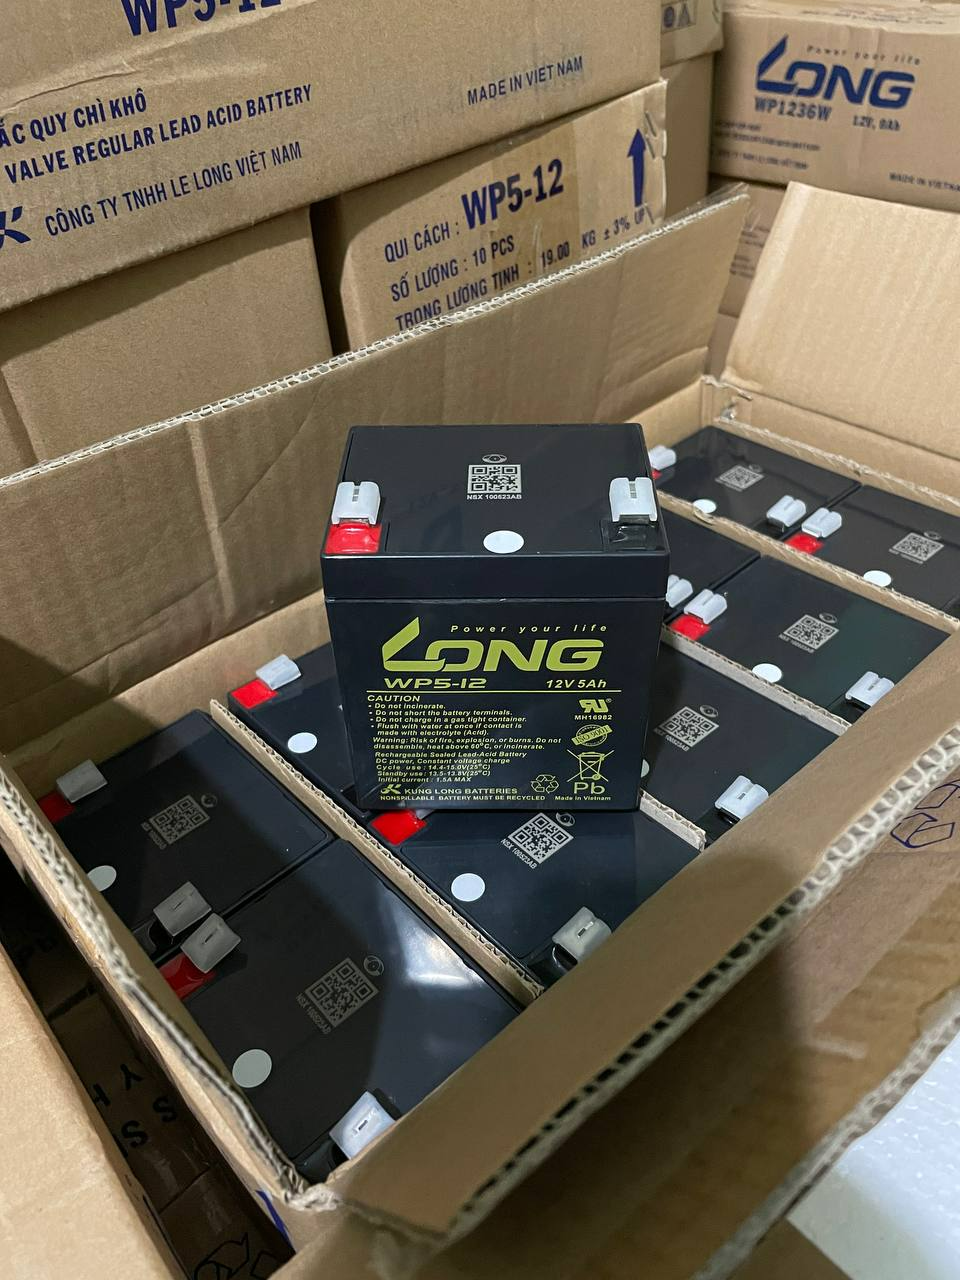 WP5-12
ẮC QUY CHÌ KHÔ
VALVE REGULAR LEAD ACID BATTERY
MADE IN VIET NAM
CÔNG TY TNHH LE LONG VIỆT NAM
QUI CÁCH : WP5-12
SỐ LƯỢNG : 10 PCS
TRỌNG LƯỢNG TỊNH : 19.00 KG ± 3%
UP
Power your life
LONG
WP1236W 12V, 9Ah
MADE IN VIETNAM
NSX 100623AB
Power your life
LONG
WP5-12 12V 5Ah
CAUTION
• Do not incinerate.
• Do not short the battery terminals.
• Do not charge in a gas tight container.
• Flush with water at once if contact is
made with electrolyte (Acid).
Warning: Risk of fire, explosion, or burns. Do not
disassemble, heat above 60°C, or incinerate.
Rechargeable Sealed Lead-Acid Battery
DC power, Constant voltage charge
Cycle use : 14.4-15.0V(25°C)
Standby use : 13.5-13.8V(25°C)
Initial current : 1.5A MAX
KUNG LONG BATTERIES
NONSPILLABLE BATTERY MUST BE RECYCLED
MH16982
ISO 9001
Pb
Made in Vietnam
NSX 100623AB
NSX 100623AB